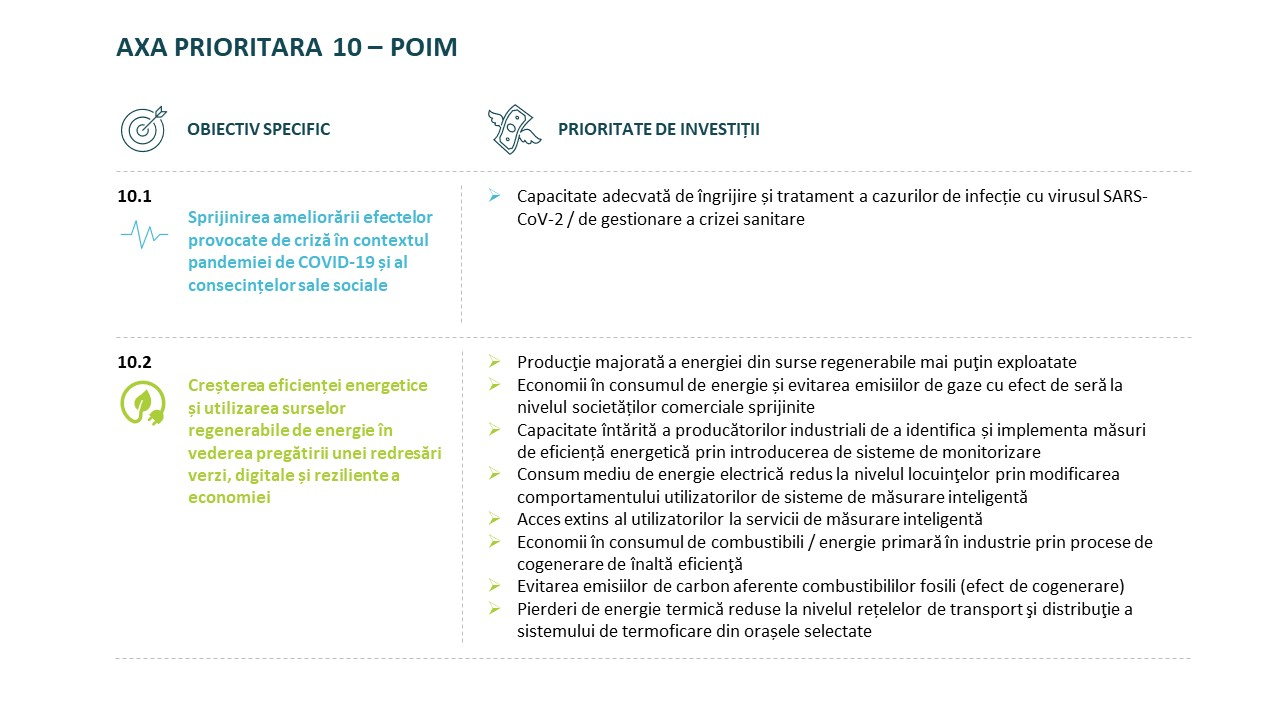 AXA PRIORITARA 10 – POIM
OBIECTIV SPECIFIC
PRIORITATE DE INVESTIȚII
10.1
Sprijinirea ameliorării efectelor
provocate de criză în contextul
pandemiei de COVID-19 și al
consecințelor sale sociale
Capacitate adecvată de îngrijire și tratament a cazurilor de infecție cu virusul SARS-
CoV-2 / de gestionare a crizei sanitare
10.2
Creșterea eficienței energetice
și utilizarea surselor
regenerabile de energie în
vederea pregătirii unei redresări
verzi, digitale și reziliente a
economiei
Producţie majorată a energiei din surse regenerabile mai puţin exploatate
Economii în consumul de energie și evitarea emisiilor de gaze cu efect de seră la
nivelul societăților comerciale sprijinite
Capacitate întărită a producătorilor industriali de a identifica și implementa măsuri
de eficiență energetică prin introducerea de sisteme de monitorizare
Consum mediu de energie electrică redus la nivelul locuinţelor prin modificarea
comportamentului utilizatorilor de sisteme de măsurare inteligentă
Acces extins al utilizatorilor la servicii de măsurare inteligentă
Economii în consumul de combustibili / energie primară în industrie prin procese de
cogenerare de înaltă eficienţă
Evitarea emisiilor de carbon aferente combustibililor fosili (efect de cogenerare)
Pierderi de energie termică reduse la nivelul rețelelor de transport şi distribuţie a
sistemului de termoficare din orașele selectate